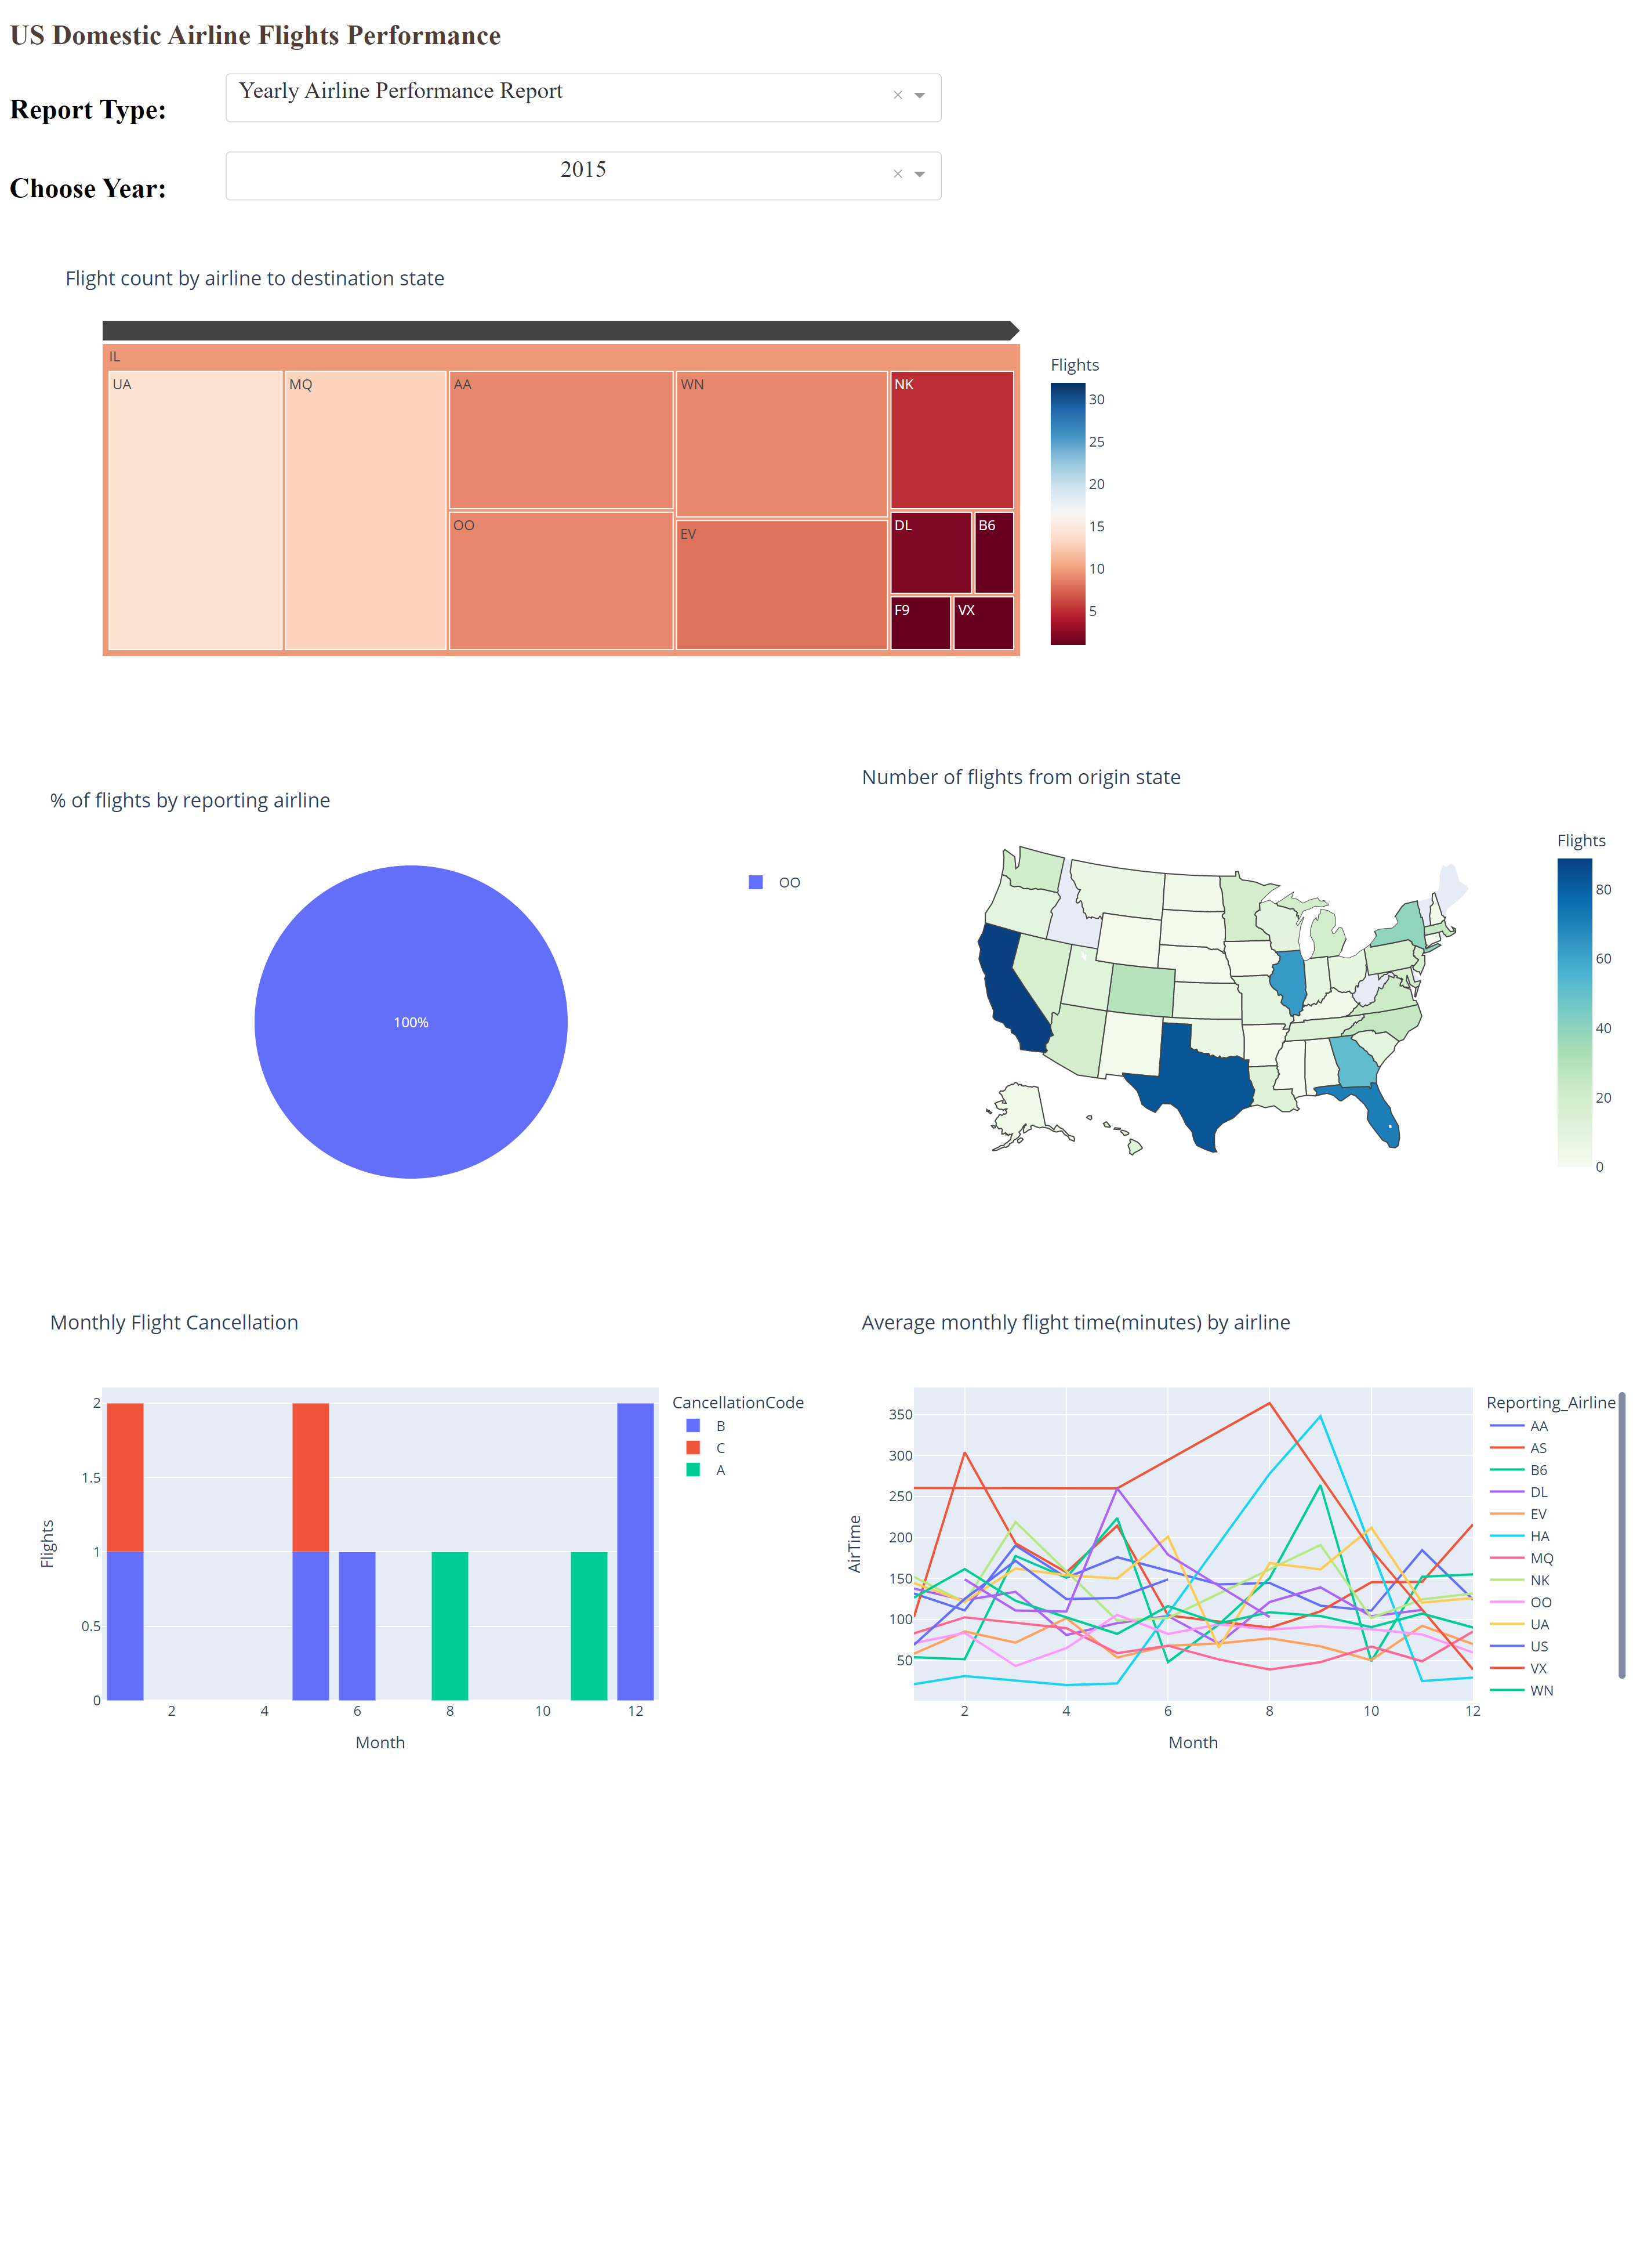 US Domestic Airline Flights Performance
Report Type:
Yearly Airline Performance Report
Choose Year:
2015
Flight count by airline to destination state
IL
UA
MQ
AA
WN
NK
OO
EV
DL
B6
F9
VX
Flights
30
25
20
15
10
5
% of flights by reporting airline
100%
OO
Number of flights from origin state
Flights
80
60
40
20
0
Monthly Flight Cancellation
Flights
2
1.5
1
0.5
0
2
4
6
8
10
12
Month
CancellationCode
B
C
A
Average monthly flight time(minutes) by airline
AirTime
350
300
250
200
150
100
50
2
4
6
8
10
12
Month
Reporting_Airline
AA
AS
B6
DL
EV
HA
MQ
NK
OO
UA
US
VX
WN